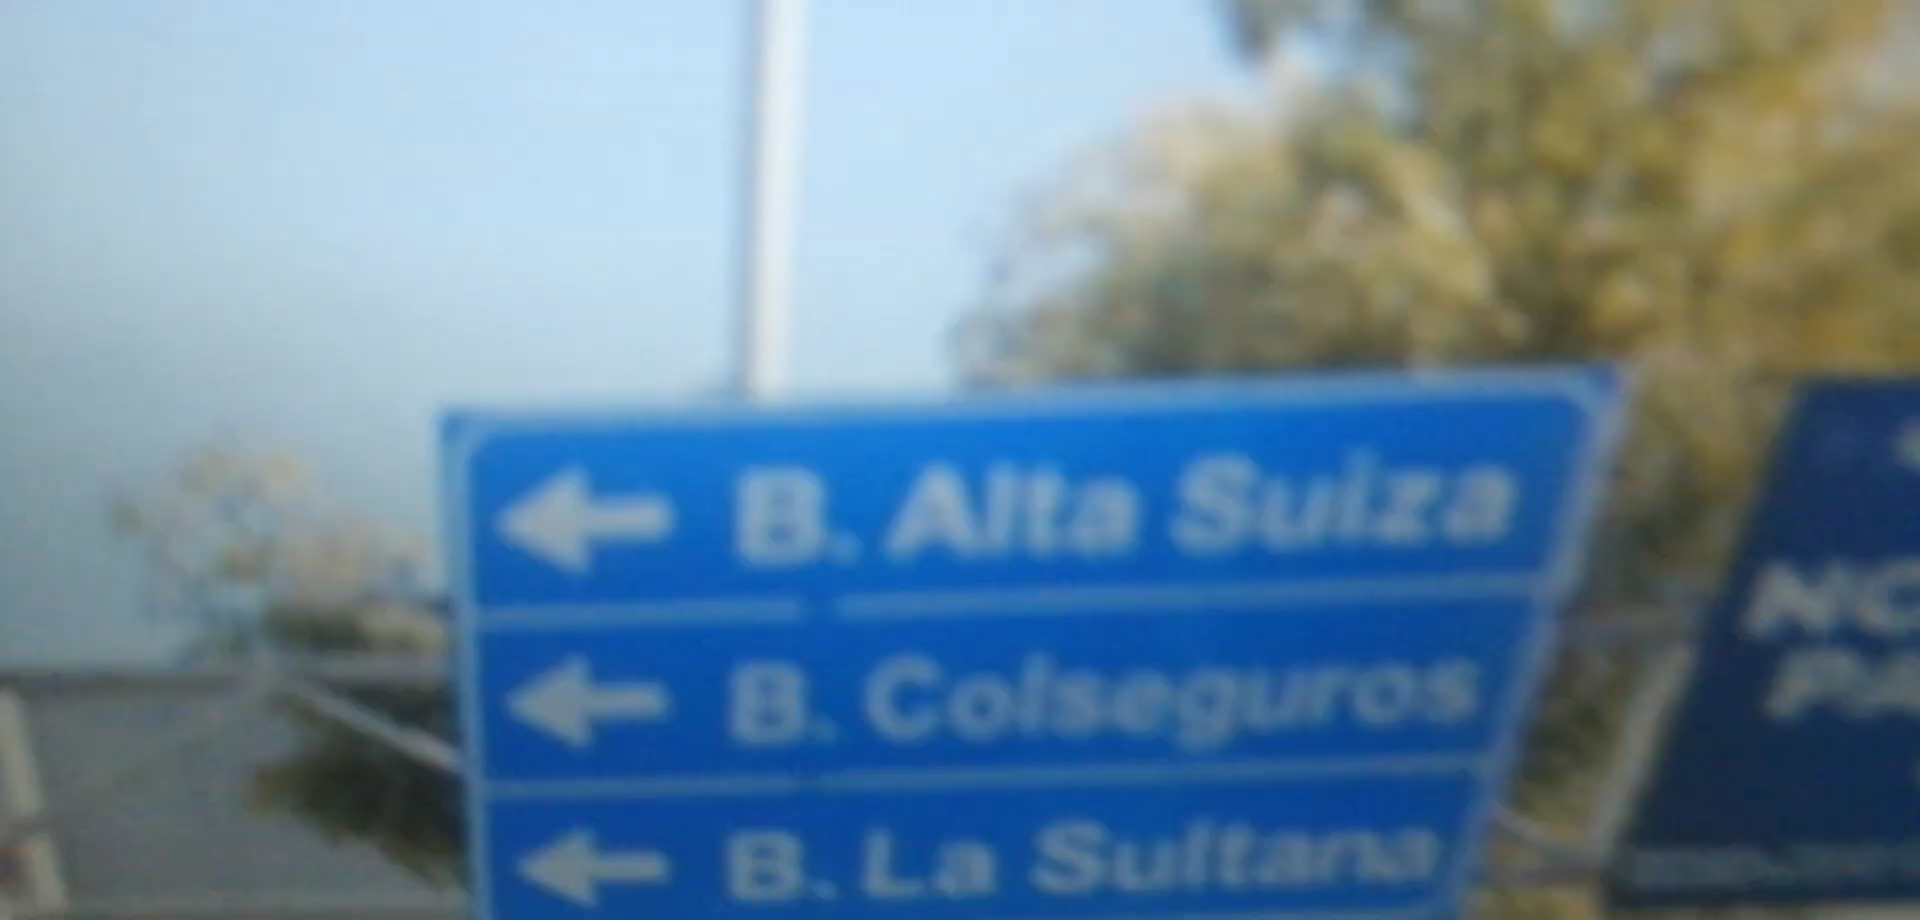 B. Alta Suiza
B. Colseguros
B. La Sultana